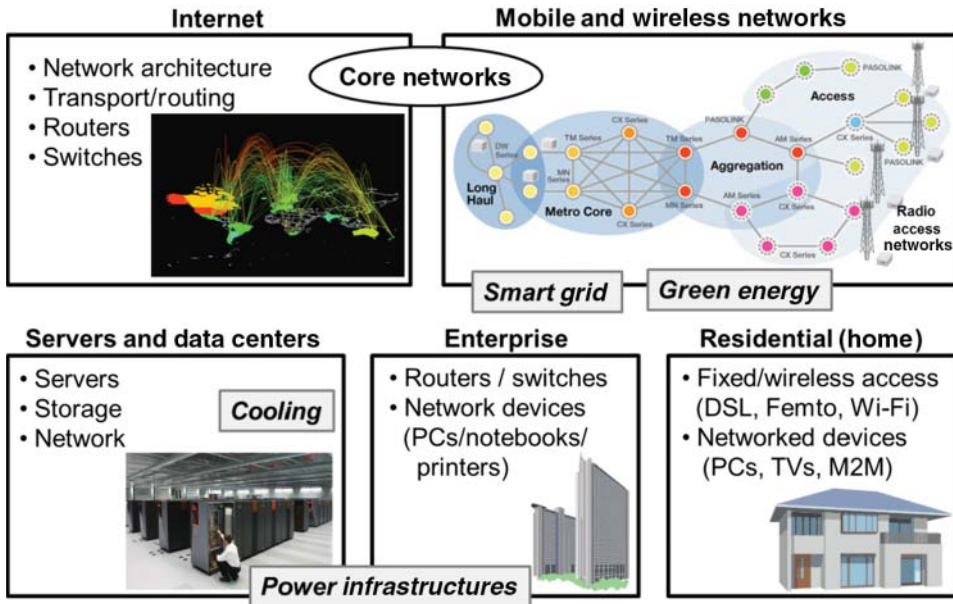 Internet
Mobile and wireless networks
Core networks
• Network architecture
• Transport/routing
• Routers
• Switches
PASOLINK
Access
CX Series
PASOLINK
CX Series
TM Series
TM Series
AM Series
PASOLINK
DW
Series
MN
Series
Aggregation
Long
Haul
Metro Core
MN Series
AM Series
CX Series
CX Series
CX Series
Radio
access
networks
Smart grid
Green energy
Servers and data centers
Enterprise
Residential (home)
• Servers
• Storage
• Network
Cooling
• Routers / switches
• Network devices
(PCs/notebooks/
printers)
• Fixed/wireless access
(DSL, Femto, Wi-Fi)
• Networked devices
(PCs, TVs, M2M)
Power infrastructures